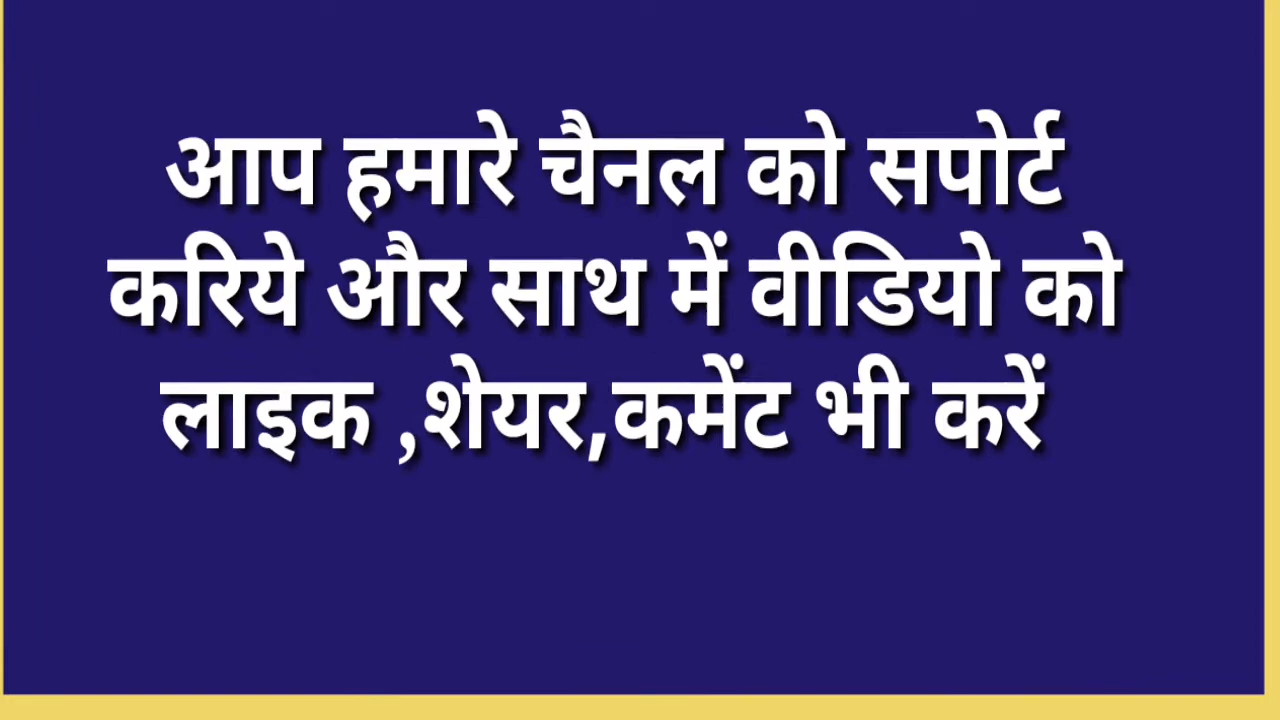 आप हमारे चैनल को सपोर्ट
करिये और साथ में वीडियो को
लाइक ,शेयर,कमेंट भी करें